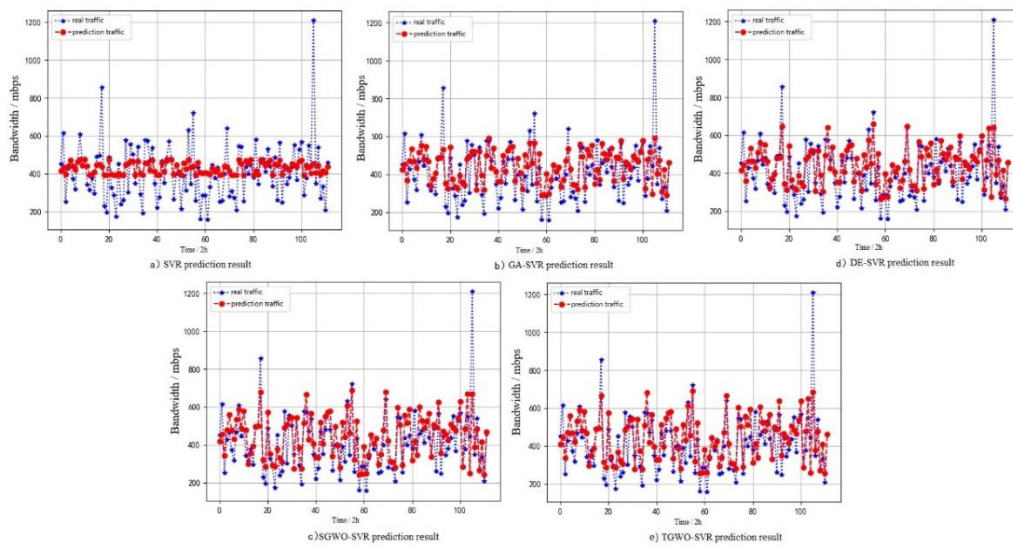 real traffic
prediction traffic
Bandwidth / mbps
1200
1000
800
600
400
200
0 20 40 60 80 100
Time / 2h
a) SVR prediction result
real traffic
prediction traffic
Bandwidth / mbps
1200
1000
300
500
400
200
0 20 40 60 80 100
Time / 2h
b) GA-SVR prediction result
real traffic
prediction traffic
Bandwidth / mbps
1200
1000
800
600
400
200
0 20 40 60 80 100
Time / 2h
d) DE-SVR prediction result
real traffic
prediction traffic
Bandwidth / mbps
1200
1000
800
600
400
200
0 20 40 60 80 100
Time / 2h
c)SGWO-SVR prediction result
real traffic
prediction traffic
Bandwidth / mbps
1200
1000
800
600
400
200
0 20 40 60 80 100
Time / 2h
e) TGWO-SVR prediction result